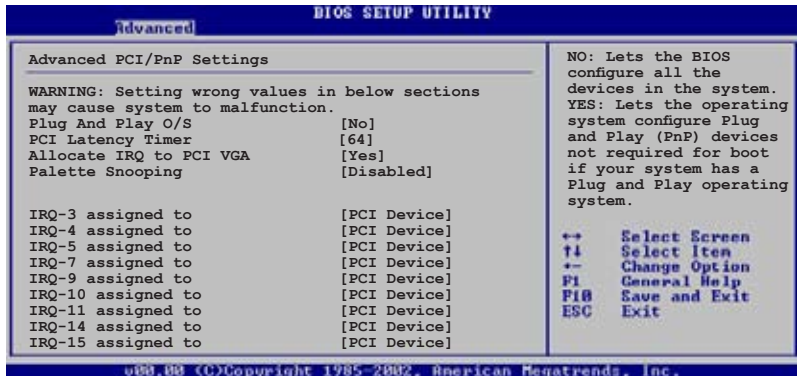 BIOS SETUP UTILITY
Advanced
Advanced PCI/PnP Settings
WARNING: Setting wrong values in below sections
may cause system to malfunction.
Plug And Play O/S [No]
PCI Latency Timer [64]
Allocate IRQ to PCI VGA [Yes]
Palette Snooping [Disabled]
IRQ-3 assigned to [PCI Device]
IRQ-4 assigned to [PCI Device]
IRQ-5 assigned to [PCI Device]
IRQ-7 assigned to [PCI Device]
IRQ-9 assigned to [PCI Device]
IRQ-10 assigned to [PCI Device]
IRQ-11 assigned to [PCI Device]
IRQ-14 assigned to [PCI Device]
IRQ-15 assigned to [PCI Device]
NO: Lets the BIOS
configure all the
devices in the system.
YES: Lets the operating
system configure Plug
and Play (PnP) devices
not required for boot
if your system has a
Plug and Play operating
system.
↔ Select Screen
↑↓ Select Item
+- Change Option
F1 General Help
F10 Save and Exit
ESC Exit
v00.00 (C)Copyright 1985-2002, American Megatrends, Inc.